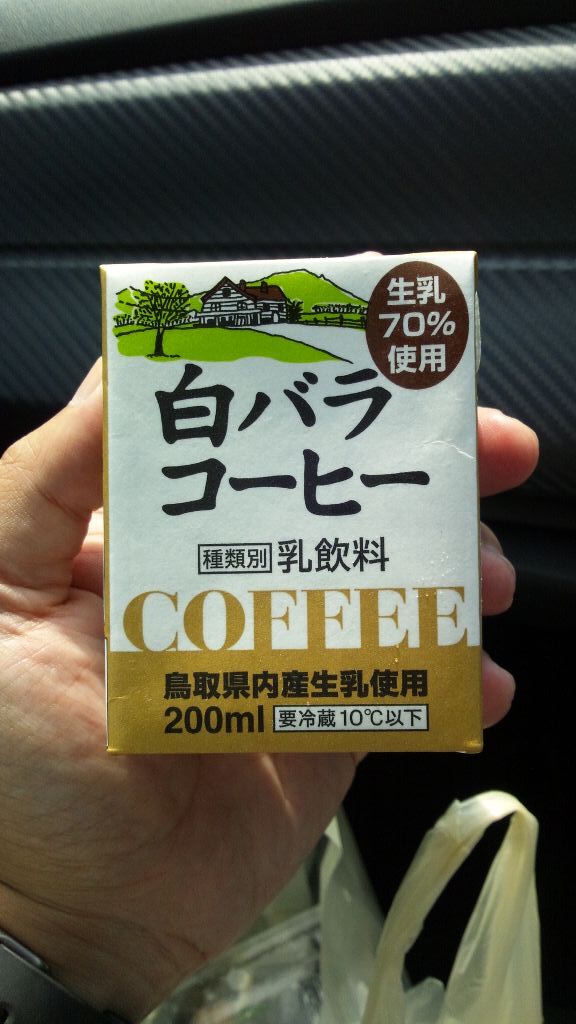 生乳
70%
使用
白バラ
コーヒー
種類別 乳飲料
COFFEE
鳥取県内産生乳使用
200ml 要冷蔵10℃以下